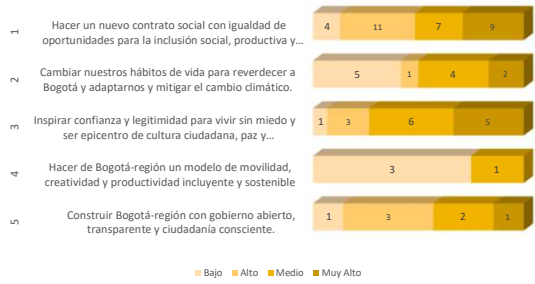 1
Hacer un nuevo contrato social con igualdad de
oportunidades para la inclusión social, productiva y…
4 11 7 9
2
Cambiar nuestros hábitos de vida para reverdecer a
Bogotá y adaptarnos y mitigar el cambio climático.
5 1 4 2
3
Inspirar confianza y legitimidad para vivir sin miedo y
ser epicentro de cultura ciudadana, paz y…
1 3 6 5
4
Hacer de Bogotá-región un modelo de movilidad,
creatividad y productividad incluyente y sostenible
3 1
5
Construir Bogotá-región con gobierno abierto,
transparente y ciudadanía consciente.
1 3 2 1
Bajo Alto Medio Muy Alto